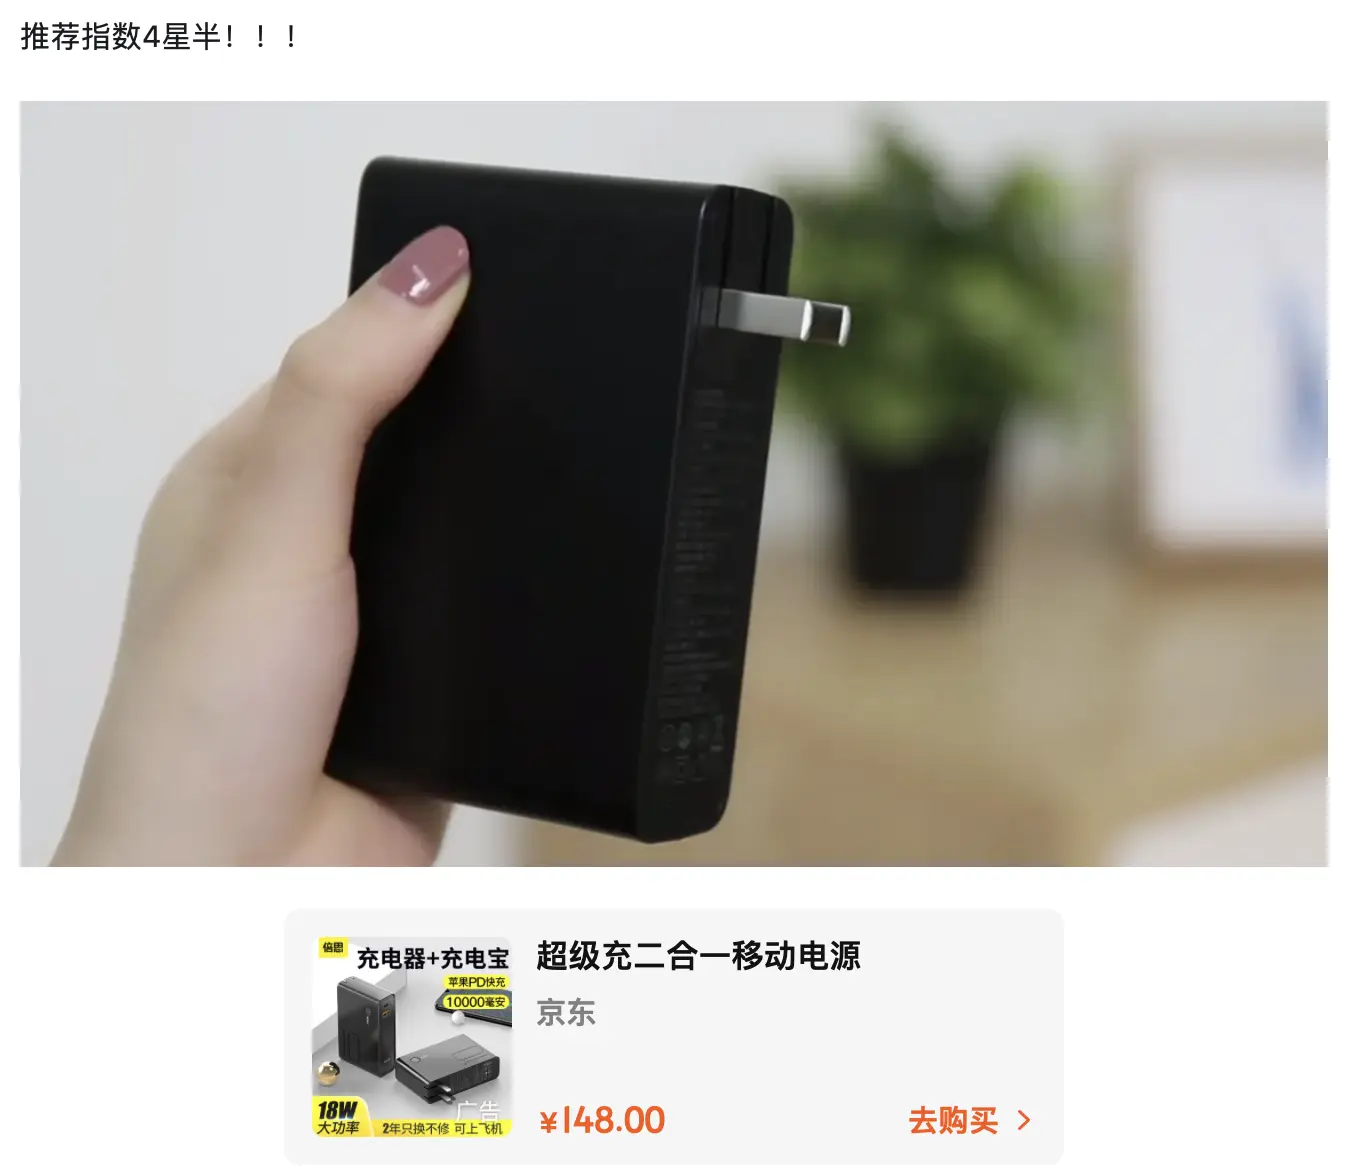 推荐指数4星半！！！
倍思
充电器+充电宝
苹果PD快充
10000毫安
18W
大功率
广告
2年只换不修 可上飞机
超级充二合一移动电源
京东
¥148.00
去购买